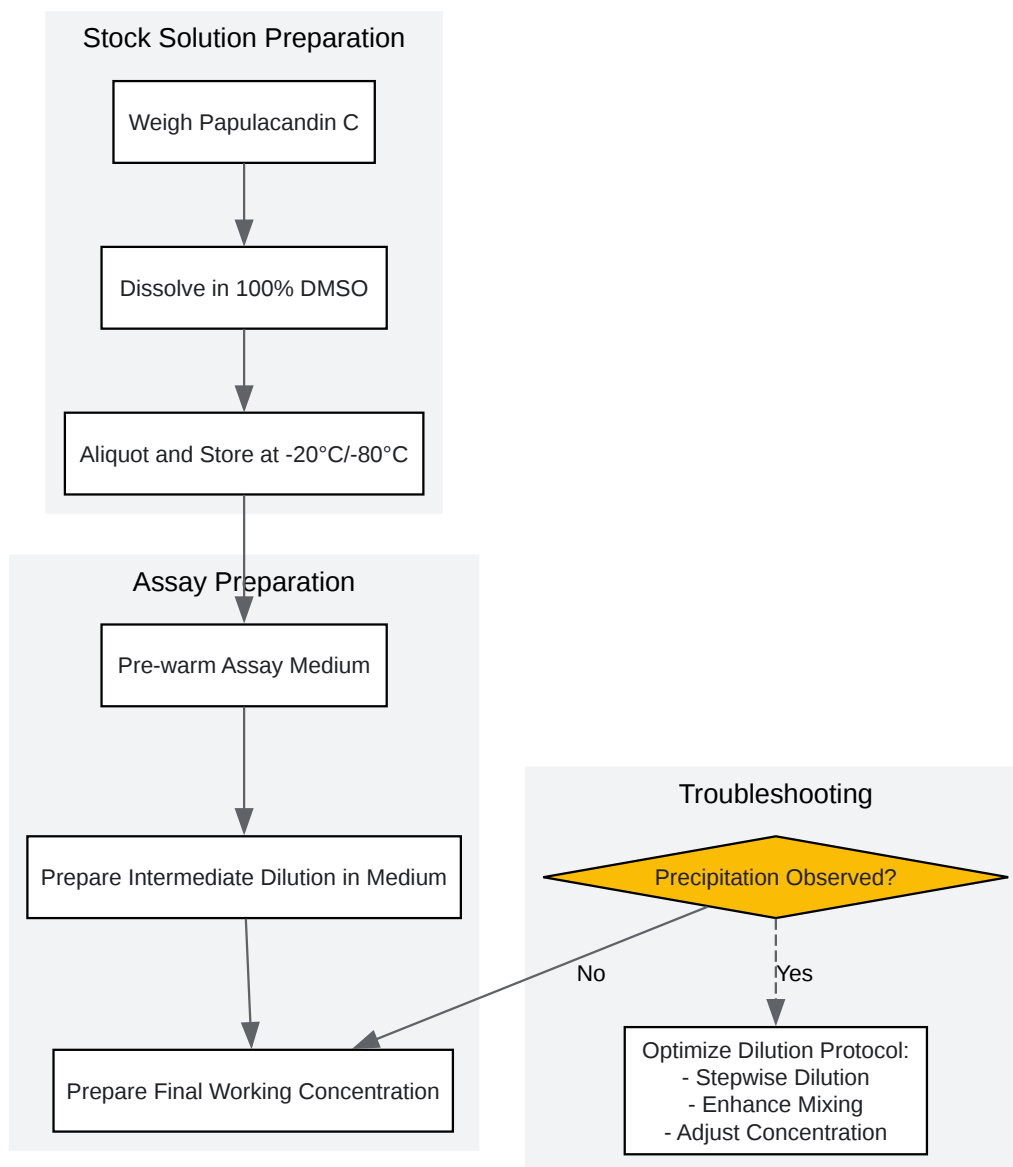 Stock Solution Preparation
Weigh Papulacandin C
Dissolve in 100% DMSO
Aliquot and Store at -20°C/-80°C
Assay Preparation
Pre-warm Assay Medium
Prepare Intermediate Dilution in Medium
Prepare Final Working Concentration
Troubleshooting
Precipitation Observed?
No
Yes
Optimize Dilution Protocol:
- Stepwise Dilution
- Enhance Mixing
- Adjust Concentration